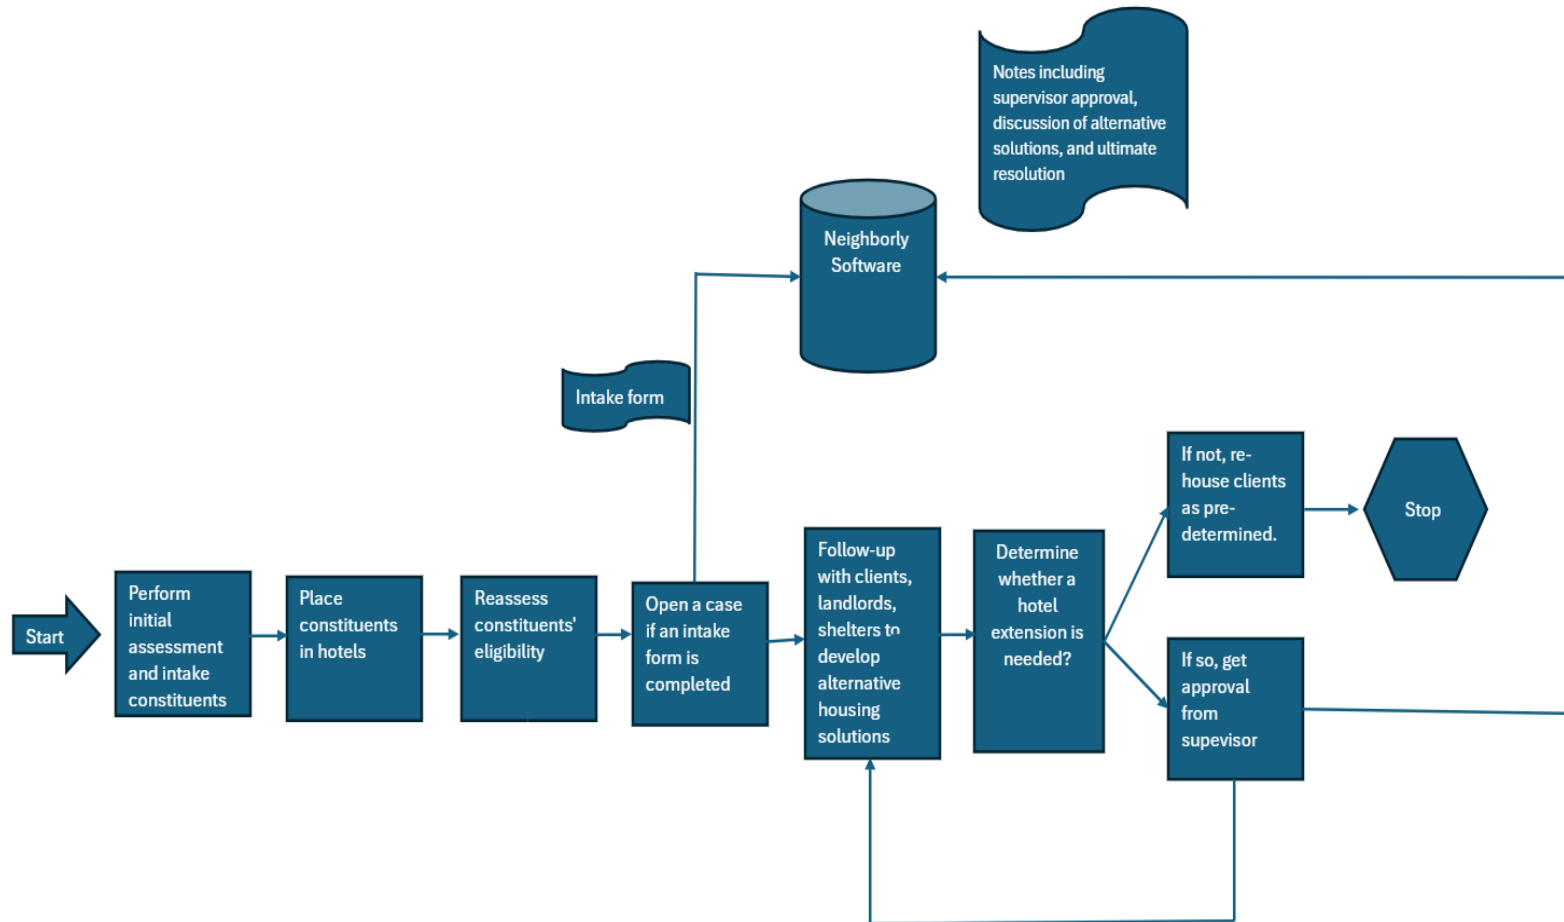 Notes including
supervisor approval,
discussion of alternative
solutions, and ultimate
resolution
Neighborly
Software
Intake form
Start
Perform
initial
assessment
and intake
constituents
Place
constituents
in hotels
Reassess
constituents'
eligibility
Open a case
if an intake
form is
completed
Follow-up
with clients,
landlords,
shelters to
develop
alternative
housing
solutions
Determine
whether a
hotel
extension is
needed?
If not, re-
house clients
as pre-
determined.
Stop
If so, get
approval
from
supevisor